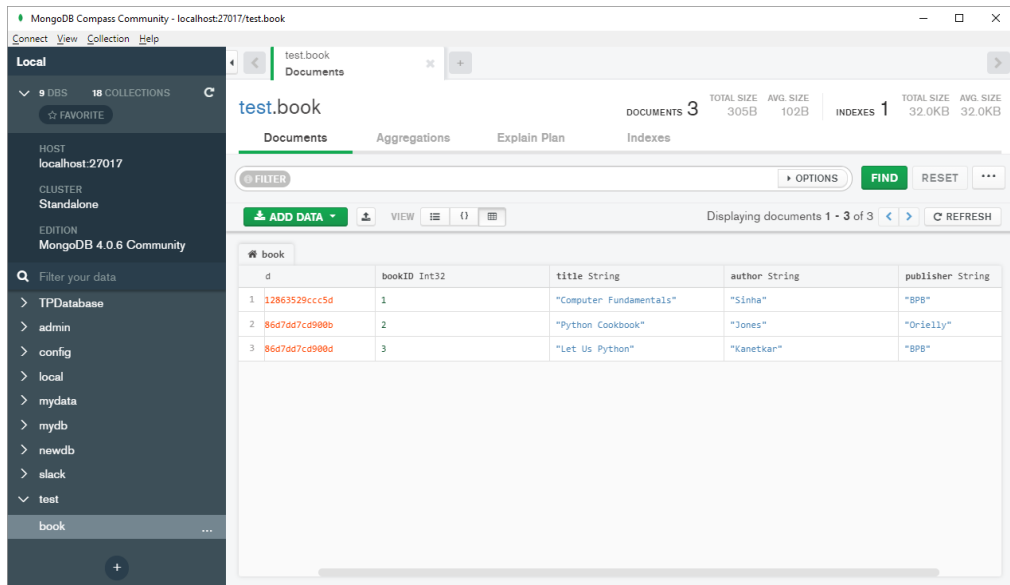 MongoDB Compass Community - localhost:27017/test.book
Connect View Collection Help
Local
9 DBS 18 COLLECTIONS
FAVORITE
HOST
localhost:27017
CLUSTER
Standalone
EDITION
MongoDB 4.0.6 Community
Filter your data
TPDatabase
admin
config
local
mydata
mydb
newdb
slack
test
book ...
+
test.book
Documents
+
test.book
DOCUMENTS 3 TOTAL SIZE 305B AVG. SIZE 102B INDEXES 1 TOTAL SIZE 32.0KB AVG. SIZE 32.0KB
Documents Aggregations Explain Plan Indexes
FILTER OPTIONS FIND RESET ...
ADD DATA VIEW {} Displaying documents 1 - 3 of 3 < > REFRESH
book
d bookID Int32 title String author String publisher String
1 12863529ccc5d 1 "Computer Fundamentals" "Sinha" "BPB"
2 86d7dd7cd900b 2 "Python Cookbook" "Jones" "Orielly"
3 86d7dd7cd900d 3 "Let Us Python" "Kanetkar" "BPB"